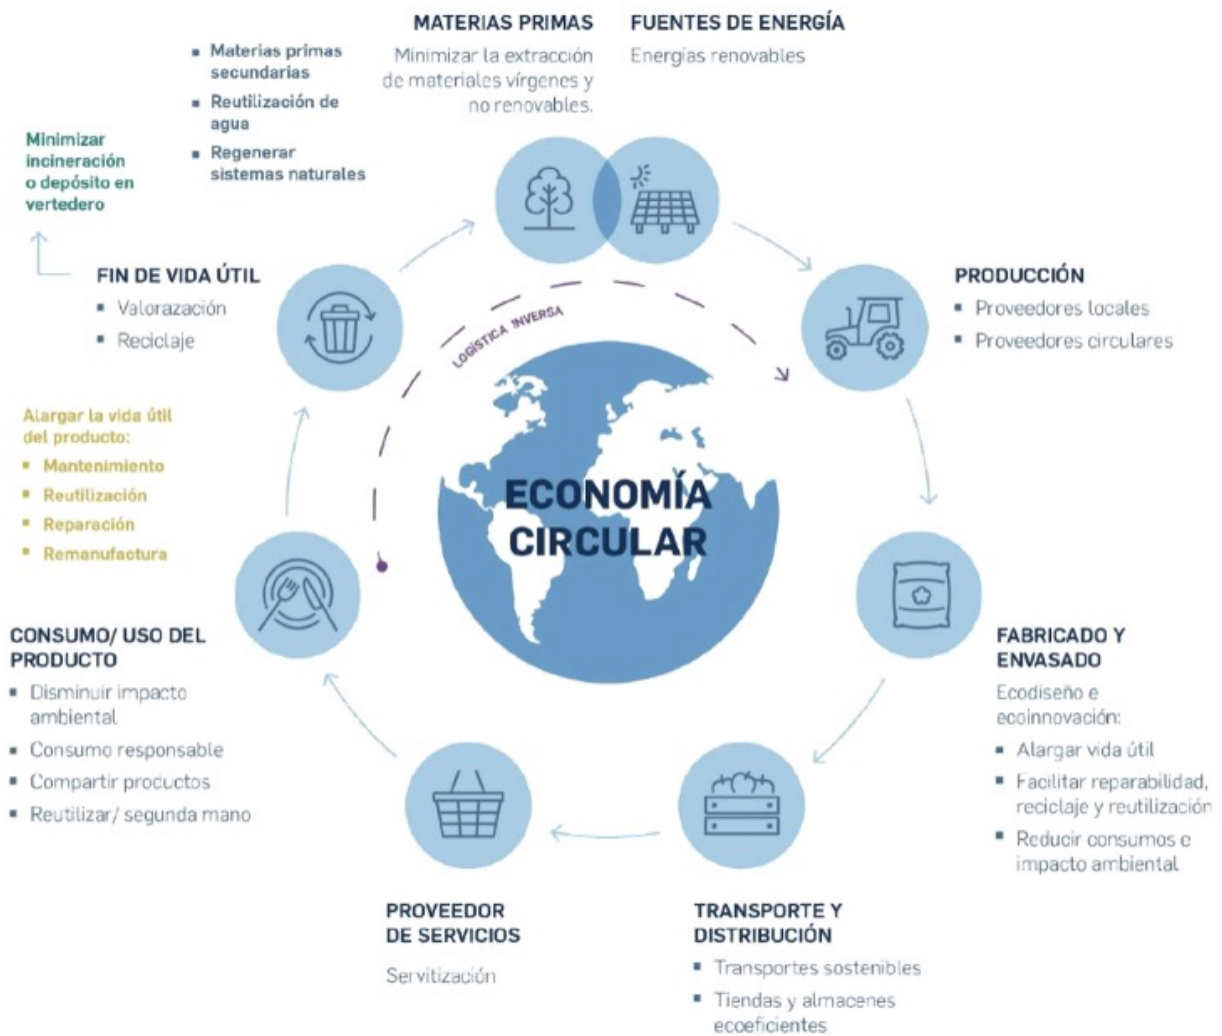 MATERIAS PRIMAS
Minimizar la extracción
de materiales vírgenes y
no renovables.
FUENTES DE ENERGÍA
Energías renovables
▪ Materias primas
secundarias
▪ Reutilización de
agua
▪ Regenerar
sistemas naturales
Minimizar
incineración
o depósito en
vertedero
FIN DE VIDA ÚTIL
▪ Valorazación
▪ Reciclaje
PRODUCCIÓN
▪ Proveedores locales
▪ Proveedores circulares
LOGÍSTICA INVERSA
Alargar la vida útil
del producto:
▪ Mantenimiento
▪ Reutilización
▪ Reparación
▪ Remanufactura
ECONOMÍA
CIRCULAR
CONSUMO/ USO DEL
PRODUCTO
▪ Disminuir impacto
ambiental
▪ Consumo responsable
▪ Compartir productos
▪ Reutilizar/ segunda mano
FABRICADO Y
ENVASADO
Ecodiseño e
ecoinnovación:
▪ Alargar vida útil
▪ Facilitar reparabilidad,
reciclaje y reutilización
▪ Reducir consumos e
impacto ambiental
PROVEEDOR
DE SERVICIOS
Servitización
TRANSPORTE Y
DISTRIBUCIÓN
▪ Transportes sostenibles
▪ Tiendas y almacenes
ecoeficientes